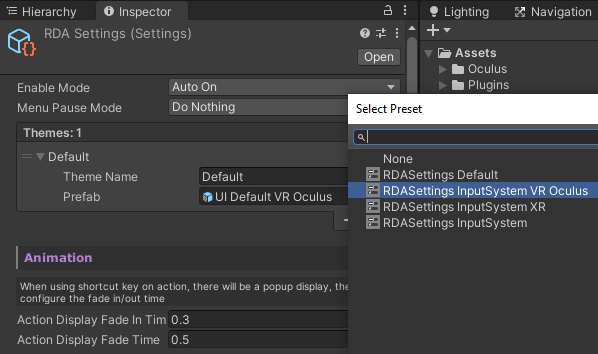 Hierarchy
Inspector
Lighting
Navigation
RDA Settings (Settings)
Open
Assets
Oculus
Plugins
Enable Mode
Auto On
Menu Pause Mode
Do Nothing
Select Preset
Themes: 1
Default
Theme Name
Default
Prefab
UI Default VR Oculus
None
RDASettings Default
RDASettings InputSystem VR Oculus
RDASettings InputSystem XR
RDASettings InputSystem
Animation
When using shortcut key on action, there will be a popup display, the
configure the fade in/out time
Action Display Fade In Tim
0.3
Action Display Fade Time
0.5